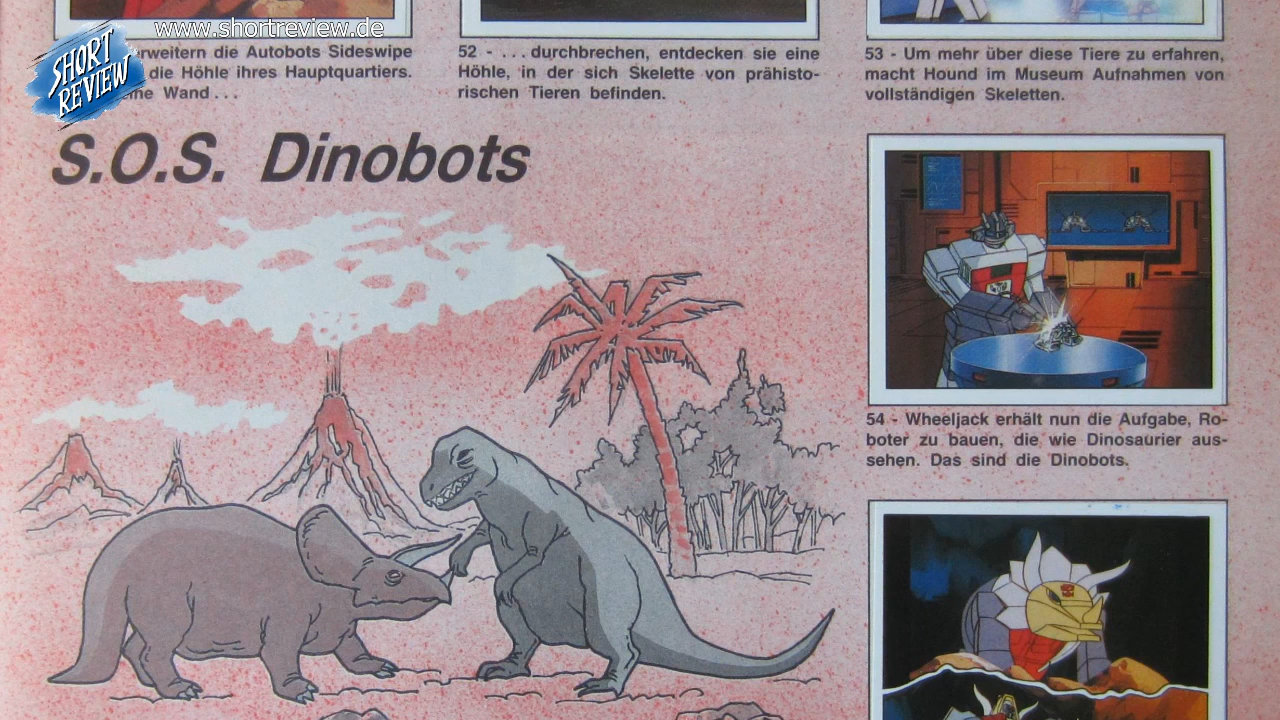 www.shortreview.de
SHORT
REVIEW
erweitern die Autobots Sideswipe
die Höhle ihres Hauptquartiers.
Wand ...
52 - ... durchbrechen, entdecken sie eine
Höhle, in der sich Skelette von prähisto-
rischen Tieren befinden.
53 - Um mehr über diese Tiere zu erfahren,
macht Hound im Museum Aufnahmen von
vollständigen Skeletten.
S.O.S. Dinobots
54 - Wheeljack erhält nun die Aufgabe, Ro-
boter zu bauen, die wie Dinosaurier aus-
sehen. Das sind die Dinobots.